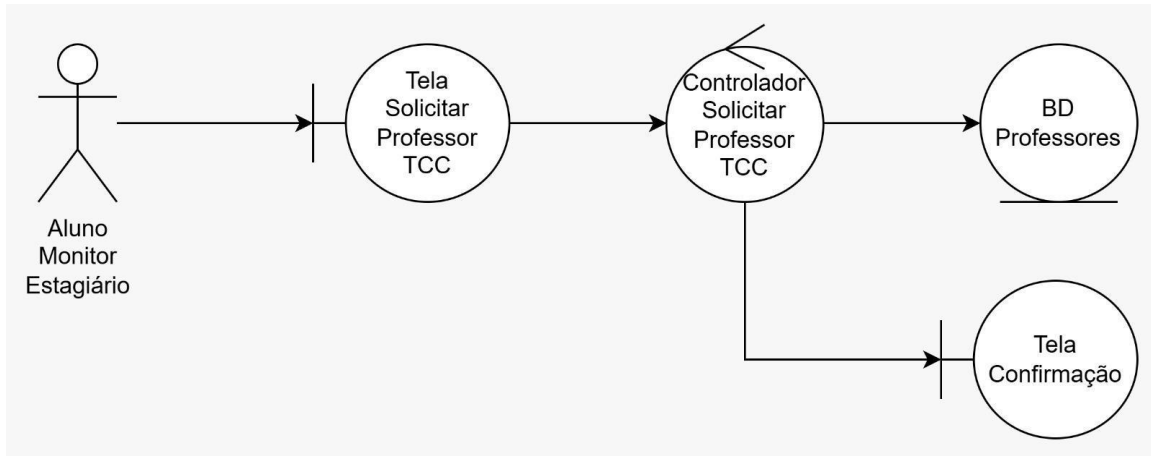 Aluno
Monitor
Estagiário
Tela
Solicitar
Professor
TCC
Controlador
Solicitar
Professor
TCC
BD
Professores
Tela
Confirmação